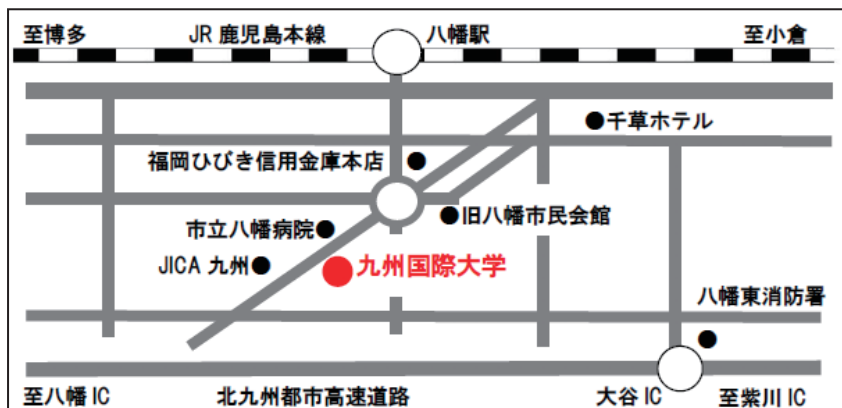 至博多 JR 鹿児島本線 八幡駅 至小倉
●千草ホテル
福岡ひびき信用金庫本店●
●旧八幡市民会館
市立八幡病院●
JICA 九州● ●九州国際大学
八幡東消防署
●
至八幡 IC 北九州都市高速道路 大谷 IC 至紫川 IC